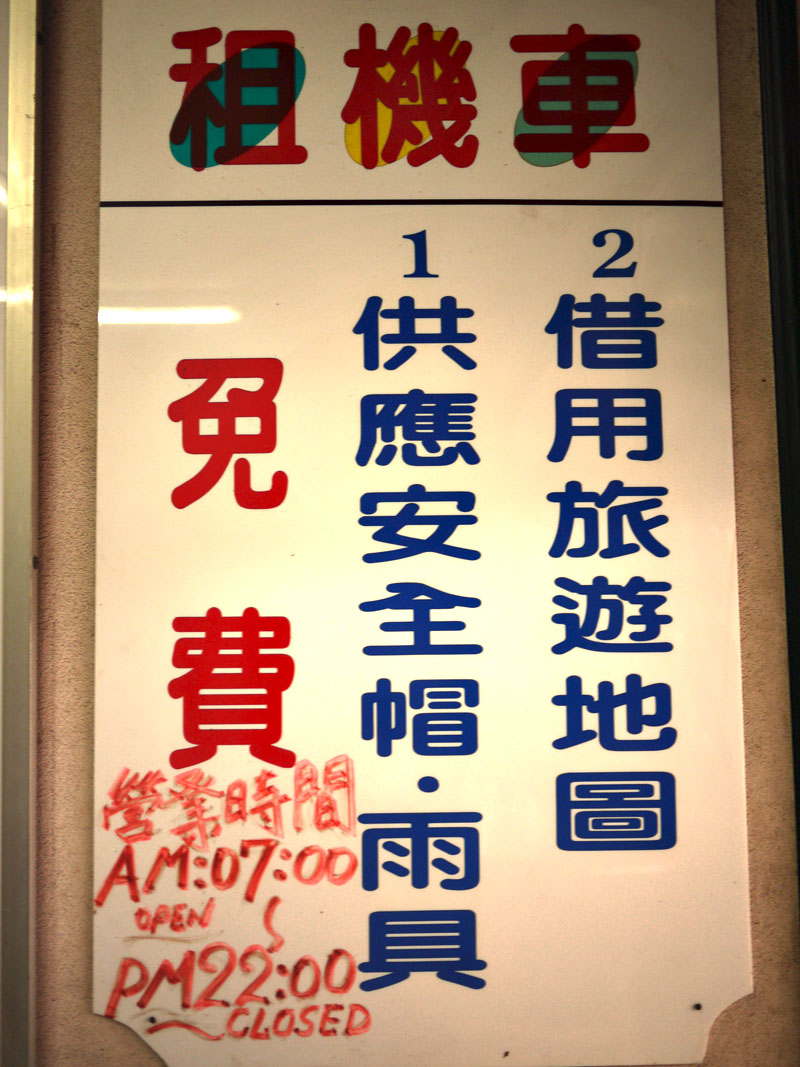 租機車
免費
1供應安全帽·雨具
2借用旅遊地圖
營業時間
AM:07:00
OPEN ~
PM22:00
~CLOSED